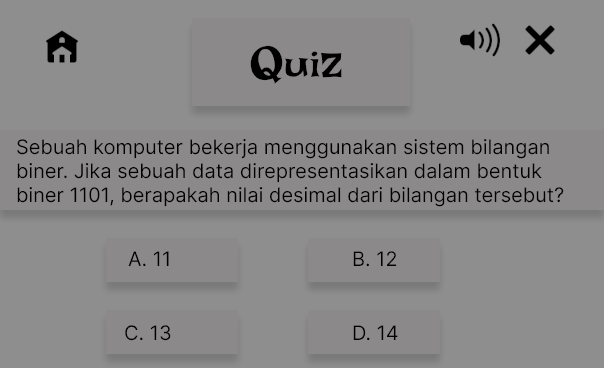 Quiz
Sebuah komputer bekerja menggunakan sistem bilangan
biner. Jika sebuah data direpresentasikan dalam bentuk
biner 1101, berapakah nilai desimal dari bilangan tersebut?
A. 11
B. 12
C. 13
D. 14